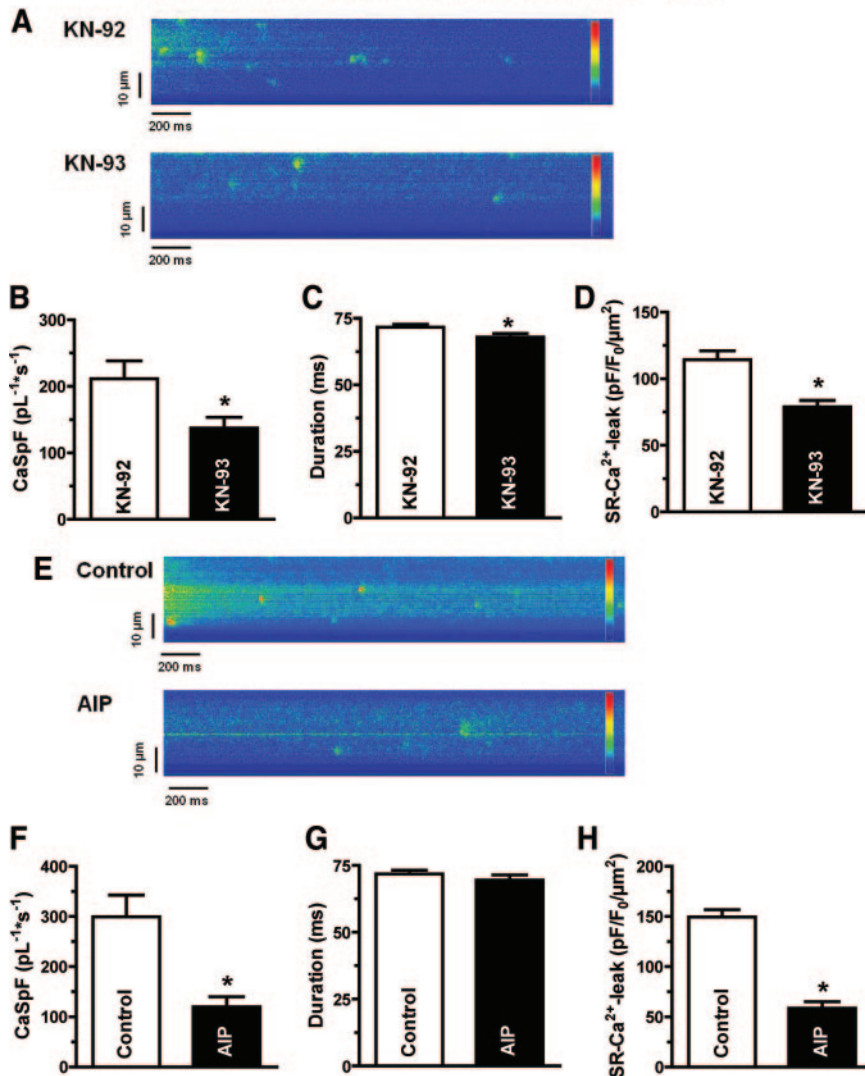 A
KN-92
10 µm
200 ms
KN-93
10 µm
200 ms
B
CaSpF (pL⁻¹*s⁻¹)
300
200
100
0
KN-92
*
KN-93
C
Duration (ms)
75
50
25
0
KN-92
*
KN-93
D
SR-Ca²⁺-leak (pF/F₀/µm²)
150
100
50
0
KN-92
*
KN-93
E
Control
10 µm
200 ms
AIP
10 µm
200 ms
F
CaSpF (pL⁻¹*s⁻¹)
400
300
200
100
0
Control
*
AIP
G
Duration (ms)
75
50
25
0
Control
AIP
H
SR-Ca²⁺-leak (pF/F₀/µm²)
200
150
100
50
0
Control
*
AIP